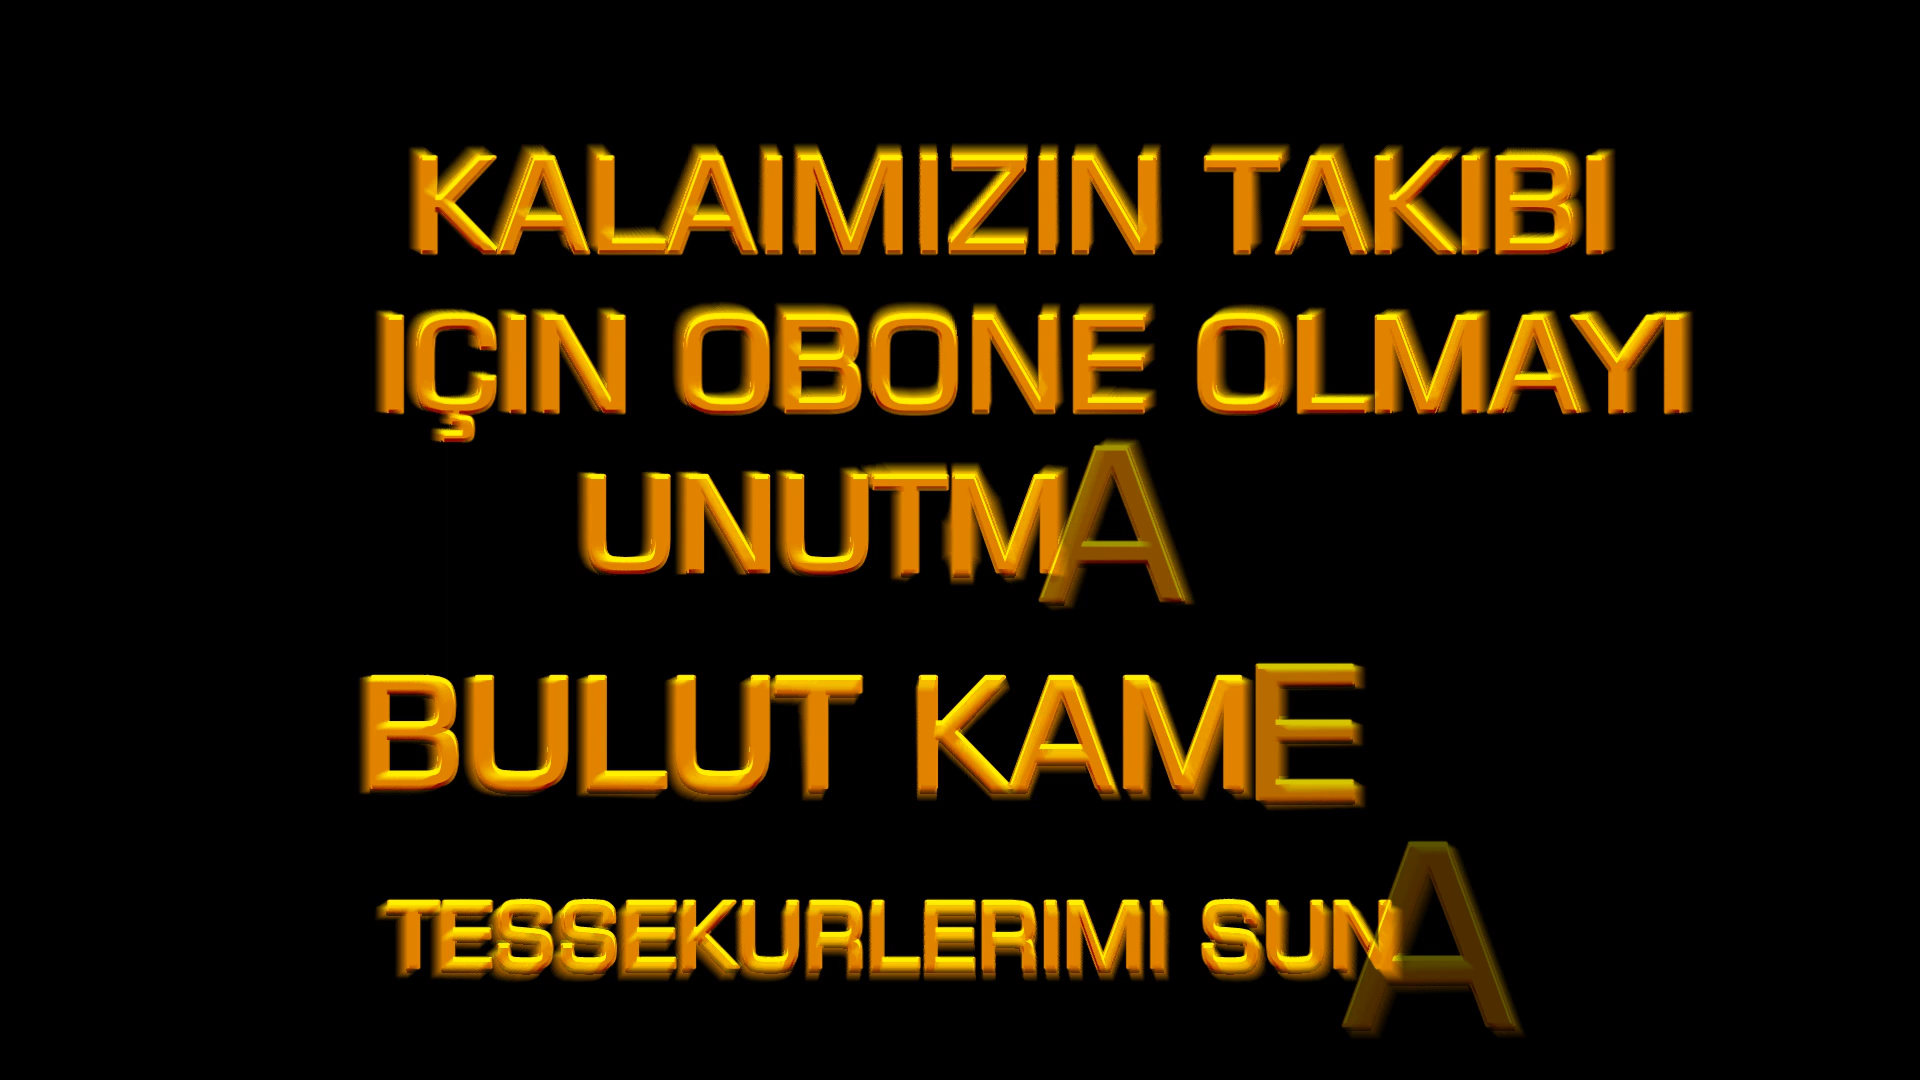 KALAIMIZIN TAKIBI
IÇIN OBONE OLMAYI
UNUTMA
BULUT KAME
TESSEKURLERIMI SUNA